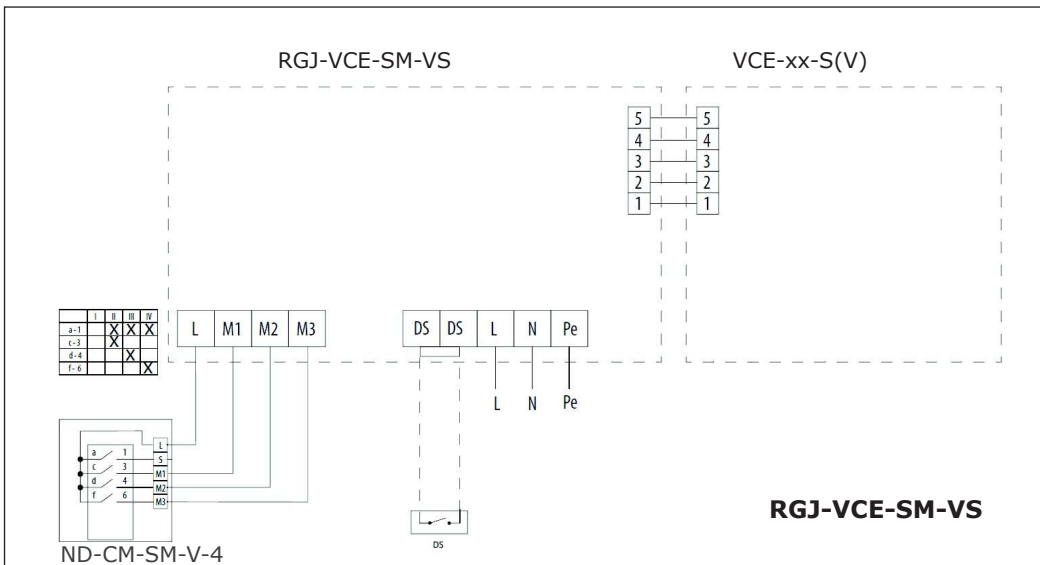 RGJ-VCE-SM-VS VCE-xx-S(V)
5 5
4 4
3 3
2 2
1 1
I II III IV
a-1 X X X
c-3 X
d-4 X
f-6 X
L M1 M2 M3 DS DS L N Pe
L N Pe
L
a 1 S
c 3 M1
d 4 M2
f 6 M3
DS
RGJ-VCE-SM-VS
ND-CM-SM-V-4